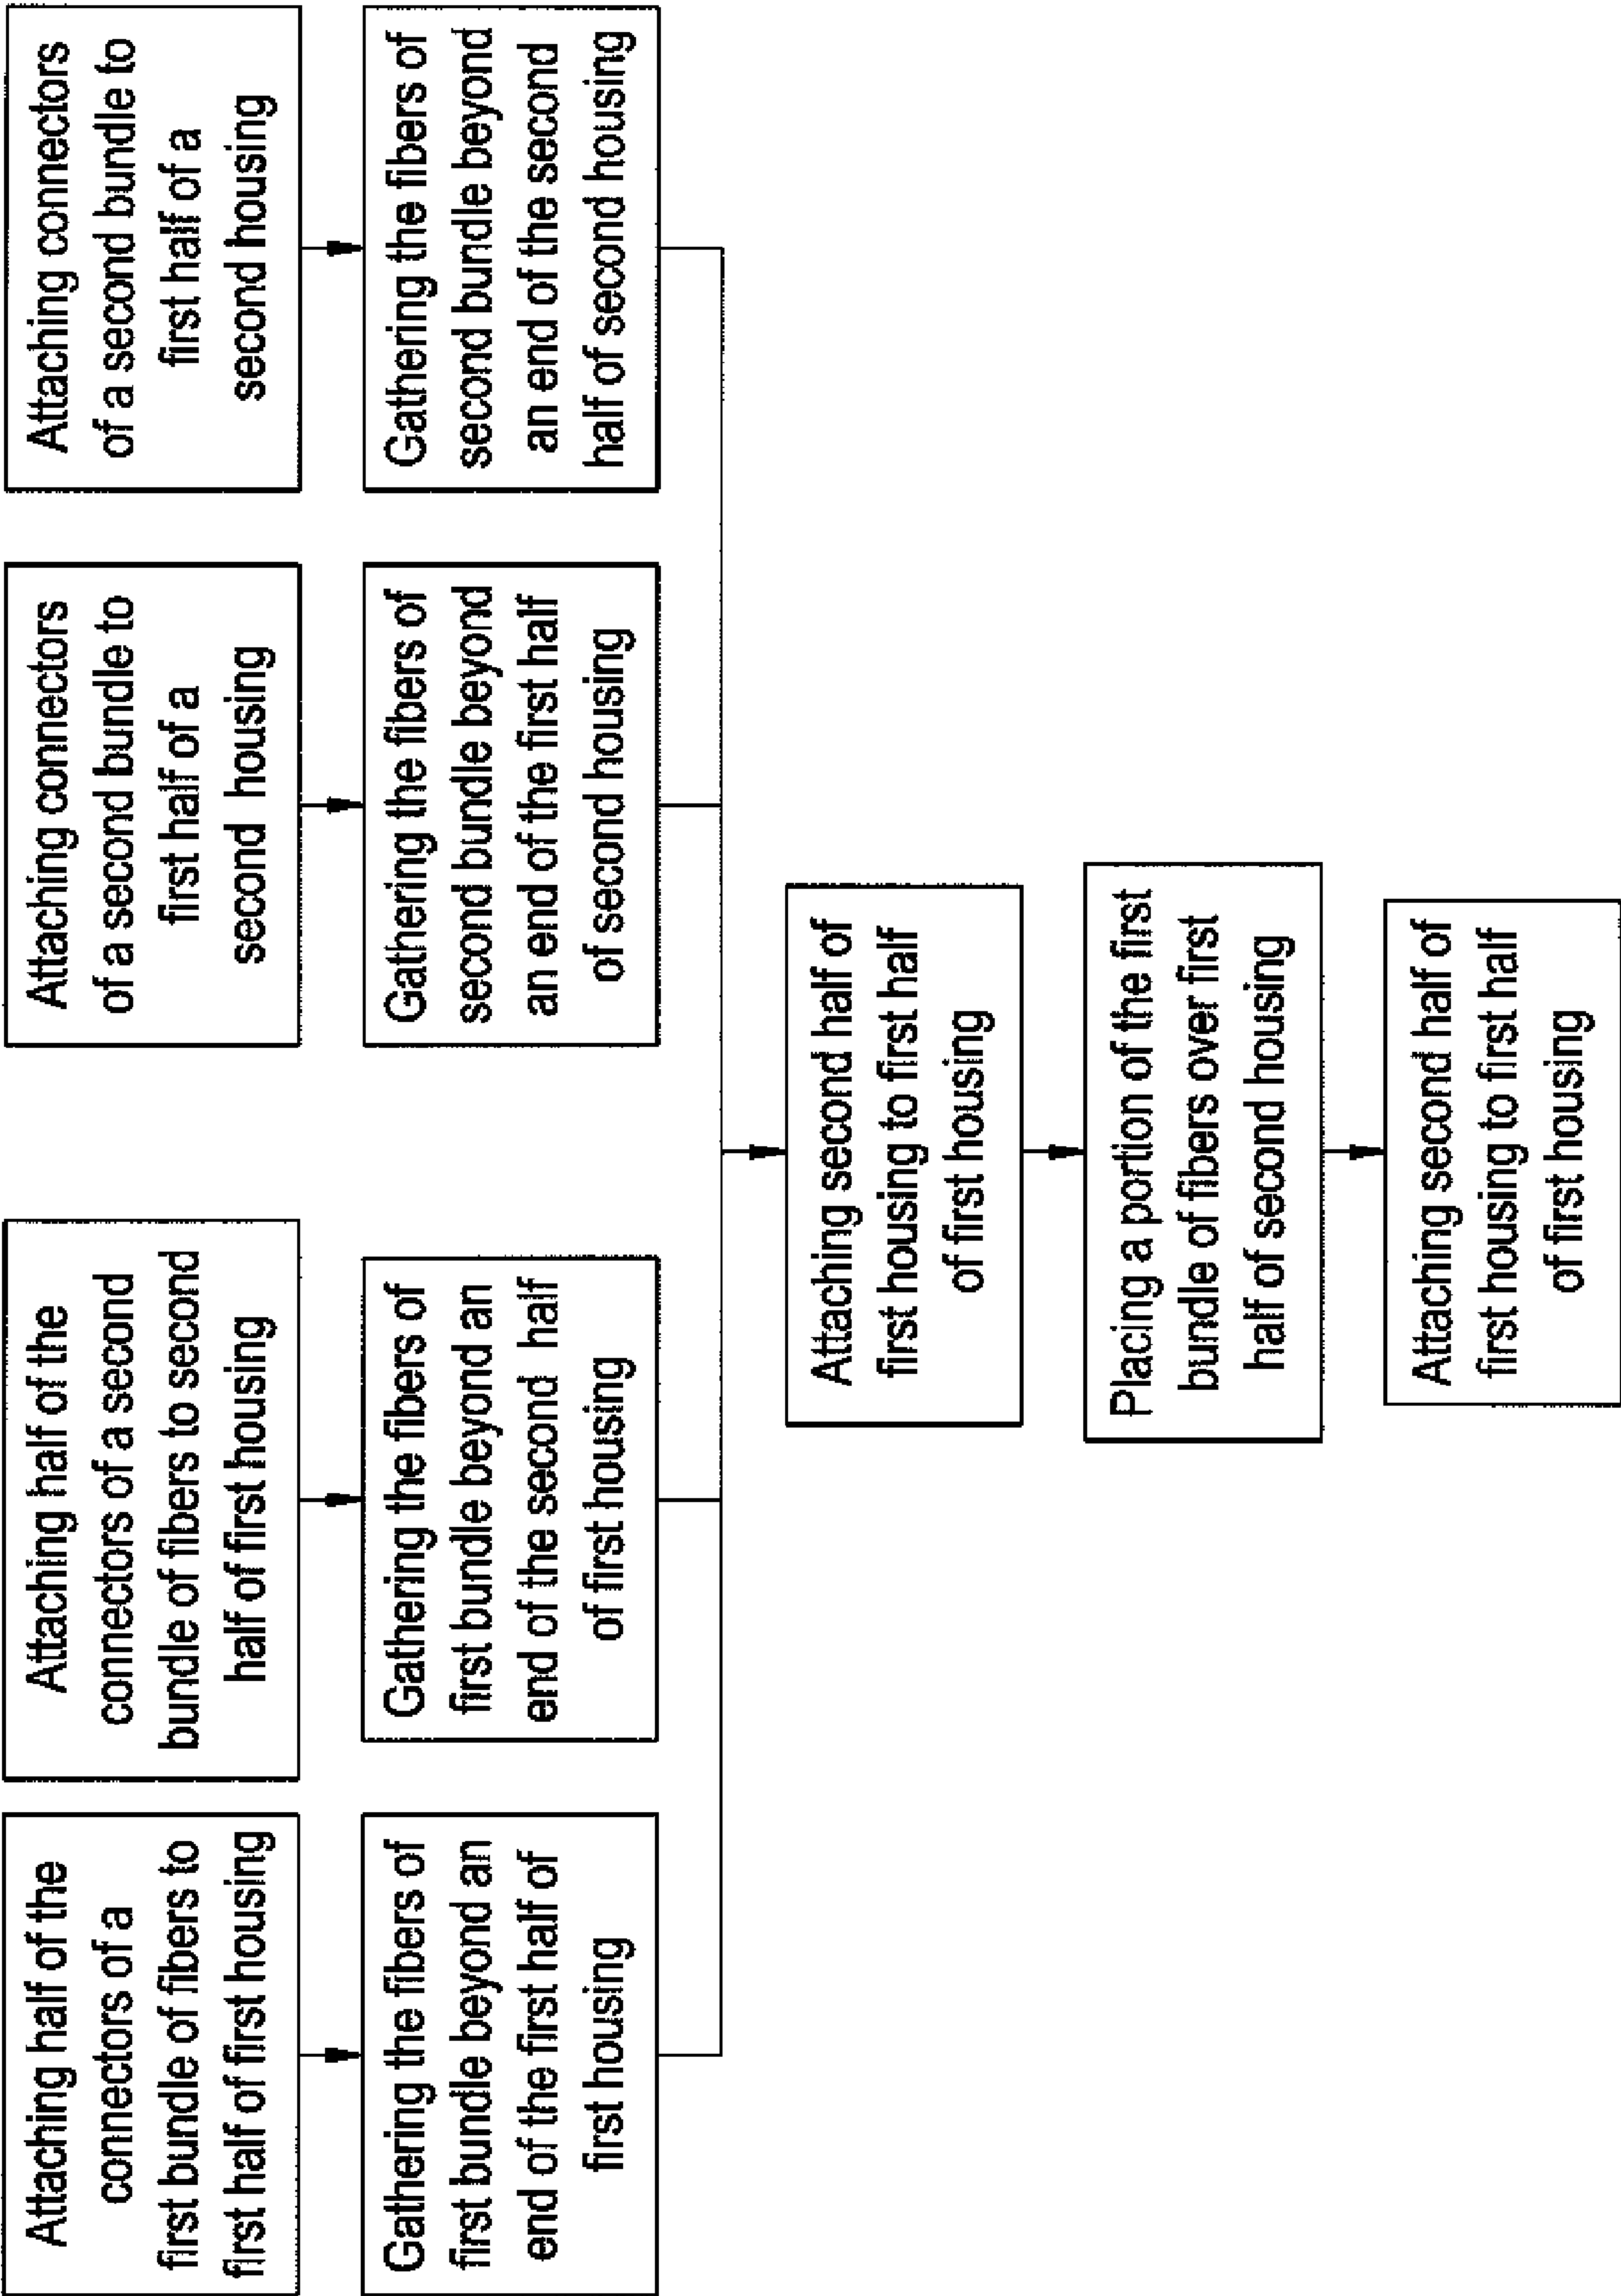 Attaching half of the
connectors of a
first bundle of fibers to
first half of first housing
Attaching half of the
connectors of a second
bundle of fibers to second
half of first housing
Attaching connectors
of a second bundle to
first half of a
second housing
Attaching connectors
of a second bundle to
first half of a
second housing
Gathering the fibers of
first bundle beyond an
end of the first half of
first housing
Gathering the fibers of
first bundle beyond an
end of the second half
of first housing
Gathering the fibers of
second bundle beyond
an end of the first half
of second housing
Gathering the fibers of
second bundle beyond
an end of the second
half of second housing
Attaching second half of
first housing to first half
of first housing
Placing a portion of the first
bundle of fibers over first
half of second housing
Attaching second half of
first housing to first half
of first housing